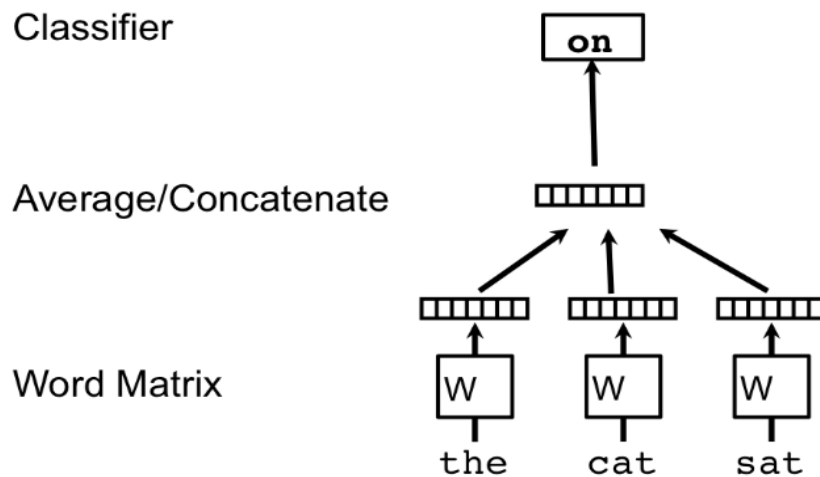 Classifier
on
Average/Concatenate
Word Matrix
W W W
the cat sat